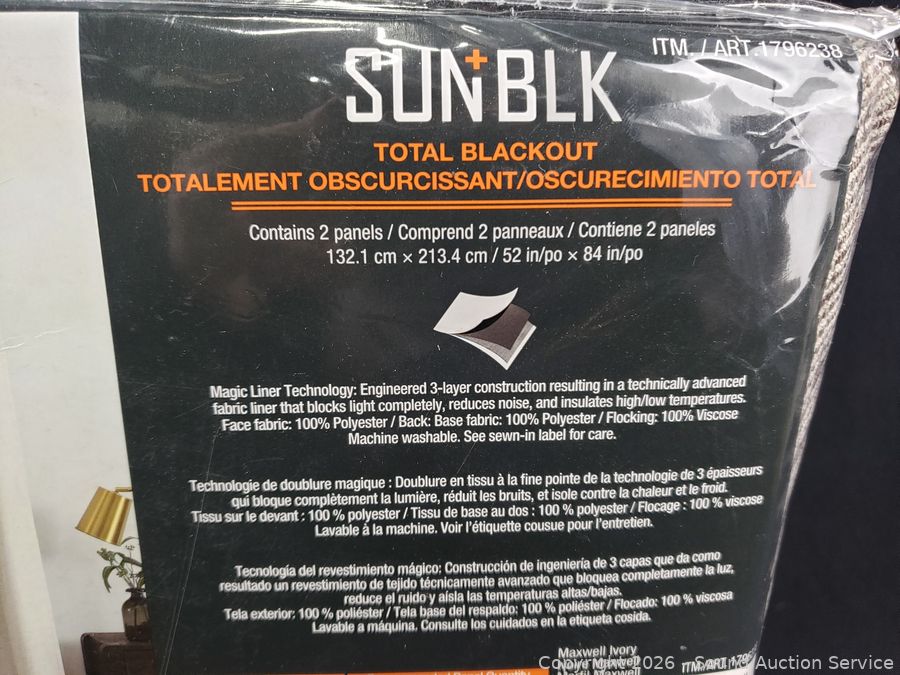 ITM. / ART.1796238
SUN+BLK
TOTAL BLACKOUT
TOTALEMENT OBSCURCISSANT/OSCURECIMIENTO TOTAL
Contains 2 panels / Comprend 2 panneaux / Contiene 2 paneles
132.1 cm × 213.4 cm / 52 in/po × 84 in/po
Magic Liner Technology: Engineered 3-layer construction resulting in a technically advanced
fabric liner that blocks light completely, reduces noise, and insulates high/low temperatures.
Face fabric: 100% Polyester / Back: Base fabric: 100% Polyester / Flocking: 100% Viscose
Machine washable. See sewn-in label for care.
Technologie de doublure magique : Doublure en tissu à la fine pointe de la technologie de 3 épaisseurs
qui bloque complètement la lumière, réduit les bruits, et isole contre la chaleur et le froid.
Tissu sur le devant : 100 % polyester / Tissu de base au dos : 100 % polyester / Flocage : 100 % viscose
Lavable à la machine. Voir l'étiquette cousue pour l'entretien.
Tecnología del revestimiento mágico: Construcción de ingeniería de 3 capas que da como
resultado un revestimiento de tejido técnicamente avanzado que bloquea completamente la luz,
reduce el ruido y aísla las temperaturas altas/bajas.
Tela exterior: 100 % poliéster / Tela base del respaldo: 100 % poliéster / Flocado: 100 % viscosa
Lavable a máquina. Consulte los cuidados en la etiqueta cosida.
Maxwell Ivory
Maxwell
Maxwell
ITM./ART. 1796
Panel Quantity
Copyright 2026 - Sound Auction Service